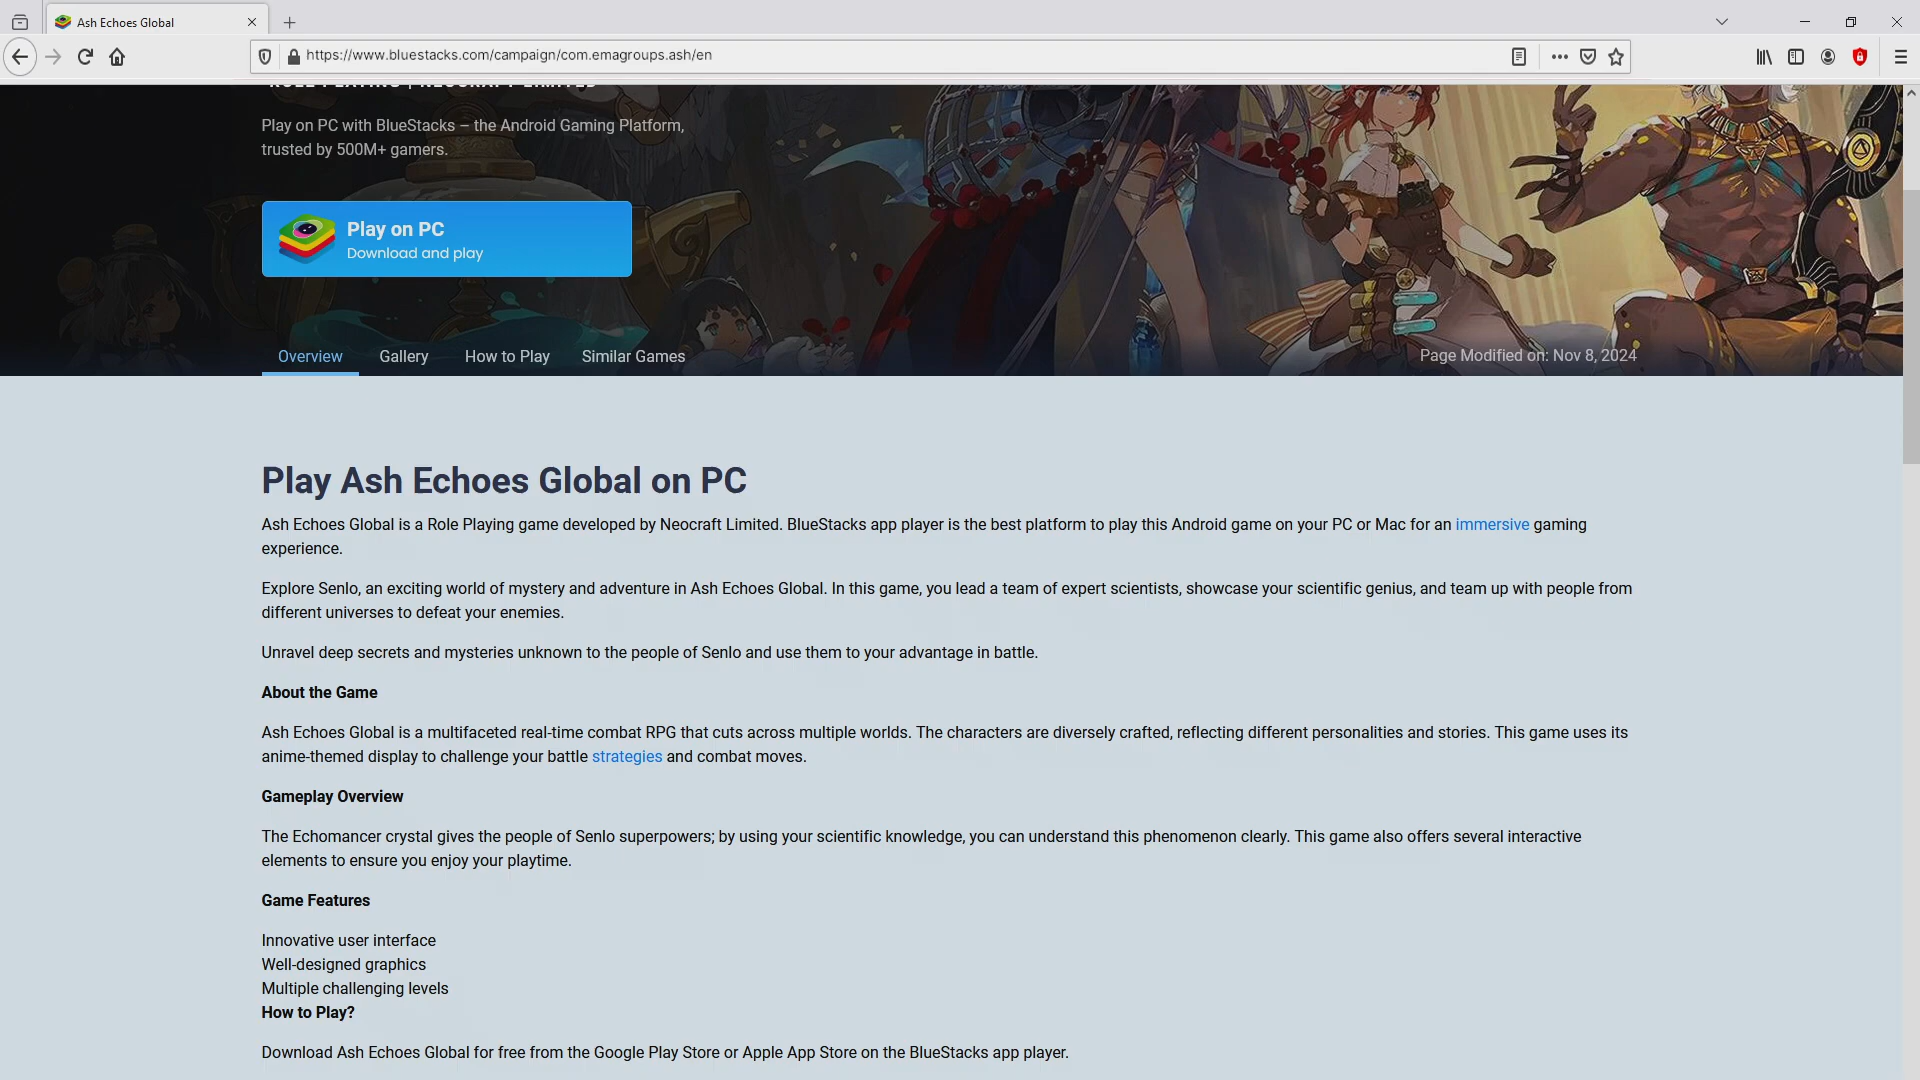 Ash Echoes Global
https://www.bluestacks.com/campaign/com.emagroups.ash/en
Play on PC with BlueStacks – the Android Gaming Platform,
trusted by 500M+ gamers.
Play on PC
Download and play
Overview
Gallery
How to Play
Similar Games
Page Modified on: Nov 8, 2024
Play Ash Echoes Global on PC
Ash Echoes Global is a Role Playing game developed by Neocraft Limited. BlueStacks app player is the best platform to play this Android game on your PC or Mac for an immersive gaming
experience.
Explore Senlo, an exciting world of mystery and adventure in Ash Echoes Global. In this game, you lead a team of expert scientists, showcase your scientific genius, and team up with people from
different universes to defeat your enemies.
Unravel deep secrets and mysteries unknown to the people of Senlo and use them to your advantage in battle.
About the Game
Ash Echoes Global is a multifaceted real-time combat RPG that cuts across multiple worlds. The characters are diversely crafted, reflecting different personalities and stories. This game uses its
anime-themed display to challenge your battle strategies and combat moves.
Gameplay Overview
The Echomancer crystal gives the people of Senlo superpowers; by using your scientific knowledge, you can understand this phenomenon clearly. This game also offers several interactive
elements to ensure you enjoy your playtime.
Game Features
Innovative user interface
Well-designed graphics
Multiple challenging levels
How to Play?
Download Ash Echoes Global for free from the Google Play Store or Apple App Store on the BlueStacks app player.